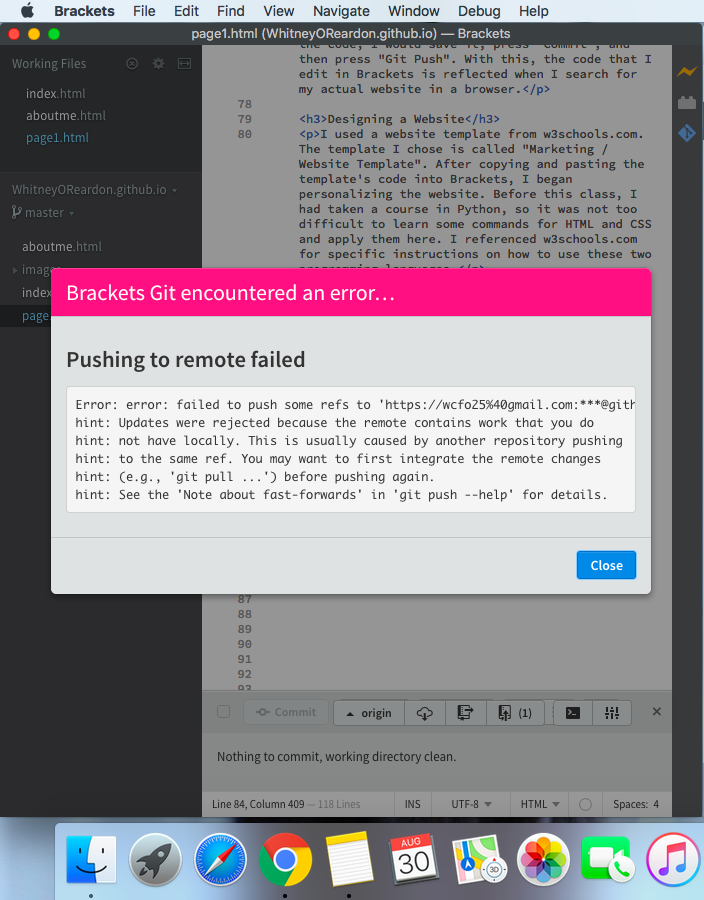 Brackets File Edit Find View Navigate Window Debug Help
page1.html (WhitneyOReardon.github.io) — Brackets
Working Files
index.html
aboutme.html
page1.html
WhitneyOReardon.github.io
master
aboutme.html
images
index
page
the code, I would save it, press "Commit", and
then press "Git Push". With this, the code that I
edit in Brackets is reflected when I search for
my actual website in a browser.</p>
78
79 <h3>Designing a Website</h3>
80 <p>I used a website template from w3schools.com.
The template I chose is called "Marketing /
Website Template". After copying and pasting the
template's code into Brackets, I began
personalizing the website. Before this class, I
had taken a course in Python, so it was not too
difficult to learn some commands for HTML and CSS
and apply them here. I referenced w3schools.com
for specific instructions on how to use these two
programming languages.</p>
Brackets Git encountered an error…
Pushing to remote failed
Error: error: failed to push some refs to 'https://wcfo25%40gmail.com:***@gith
hint: Updates were rejected because the remote contains work that you do
hint: not have locally. This is usually caused by another repository pushing
hint: to the same ref. You may want to first integrate the remote changes
hint: (e.g., 'git pull ...') before pushing again.
hint: See the 'Note about fast-forwards' in 'git push --help' for details.
Close
87
88
89
90
91
92
93
Commit origin (1)
Nothing to commit, working directory clean.
Line 84, Column 409 — 118 Lines INS UTF-8 HTML Spaces: 4
AUG
30
3D